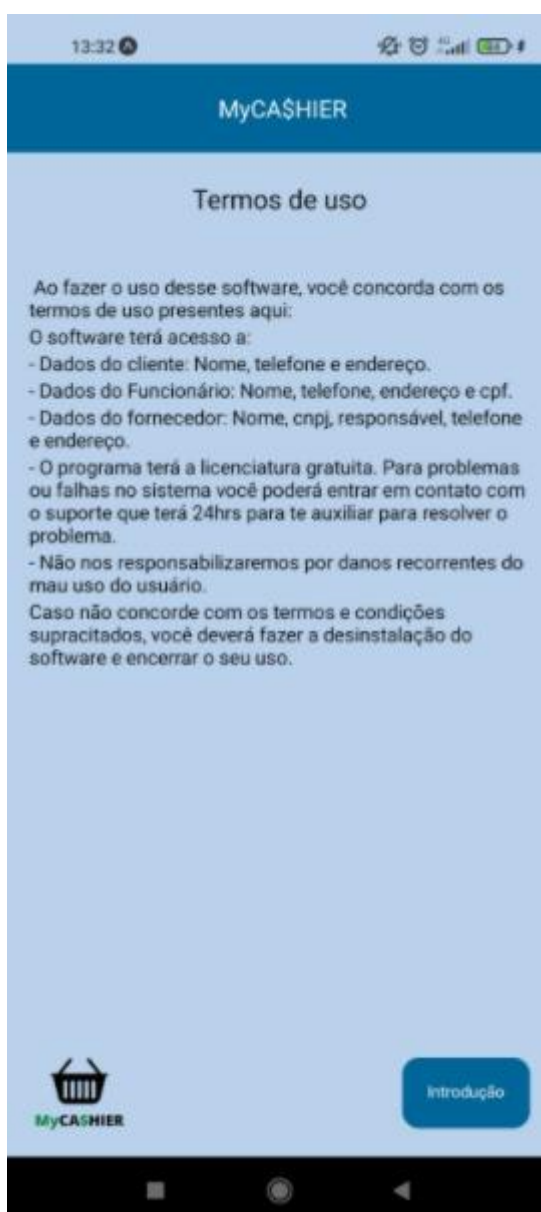 13:32
MyCA$HIER
Termos de uso
Ao fazer o uso desse software, você concorda com os
termos de uso presentes aqui:
O software terá acesso a:
- Dados do cliente: Nome, telefone e endereço.
- Dados do Funcionário: Nome, telefone, endereço e cpf.
- Dados do fornecedor: Nome, cnpj, responsável, telefone
e endereço.
- O programa terá a licenciatura gratuita. Para problemas
ou falhas no sistema você poderá entrar em contato com
o suporte que terá 24hrs para te auxiliar para resolver o
problema.
- Não nos responsabilizaremos por danos recorrentes do
mau uso do usuário.
Caso não concorde com os termos e condições
supracitados, você deverá fazer a desinstalação do
software e encerrar o seu uso.
Introdução
MyCA$HIER